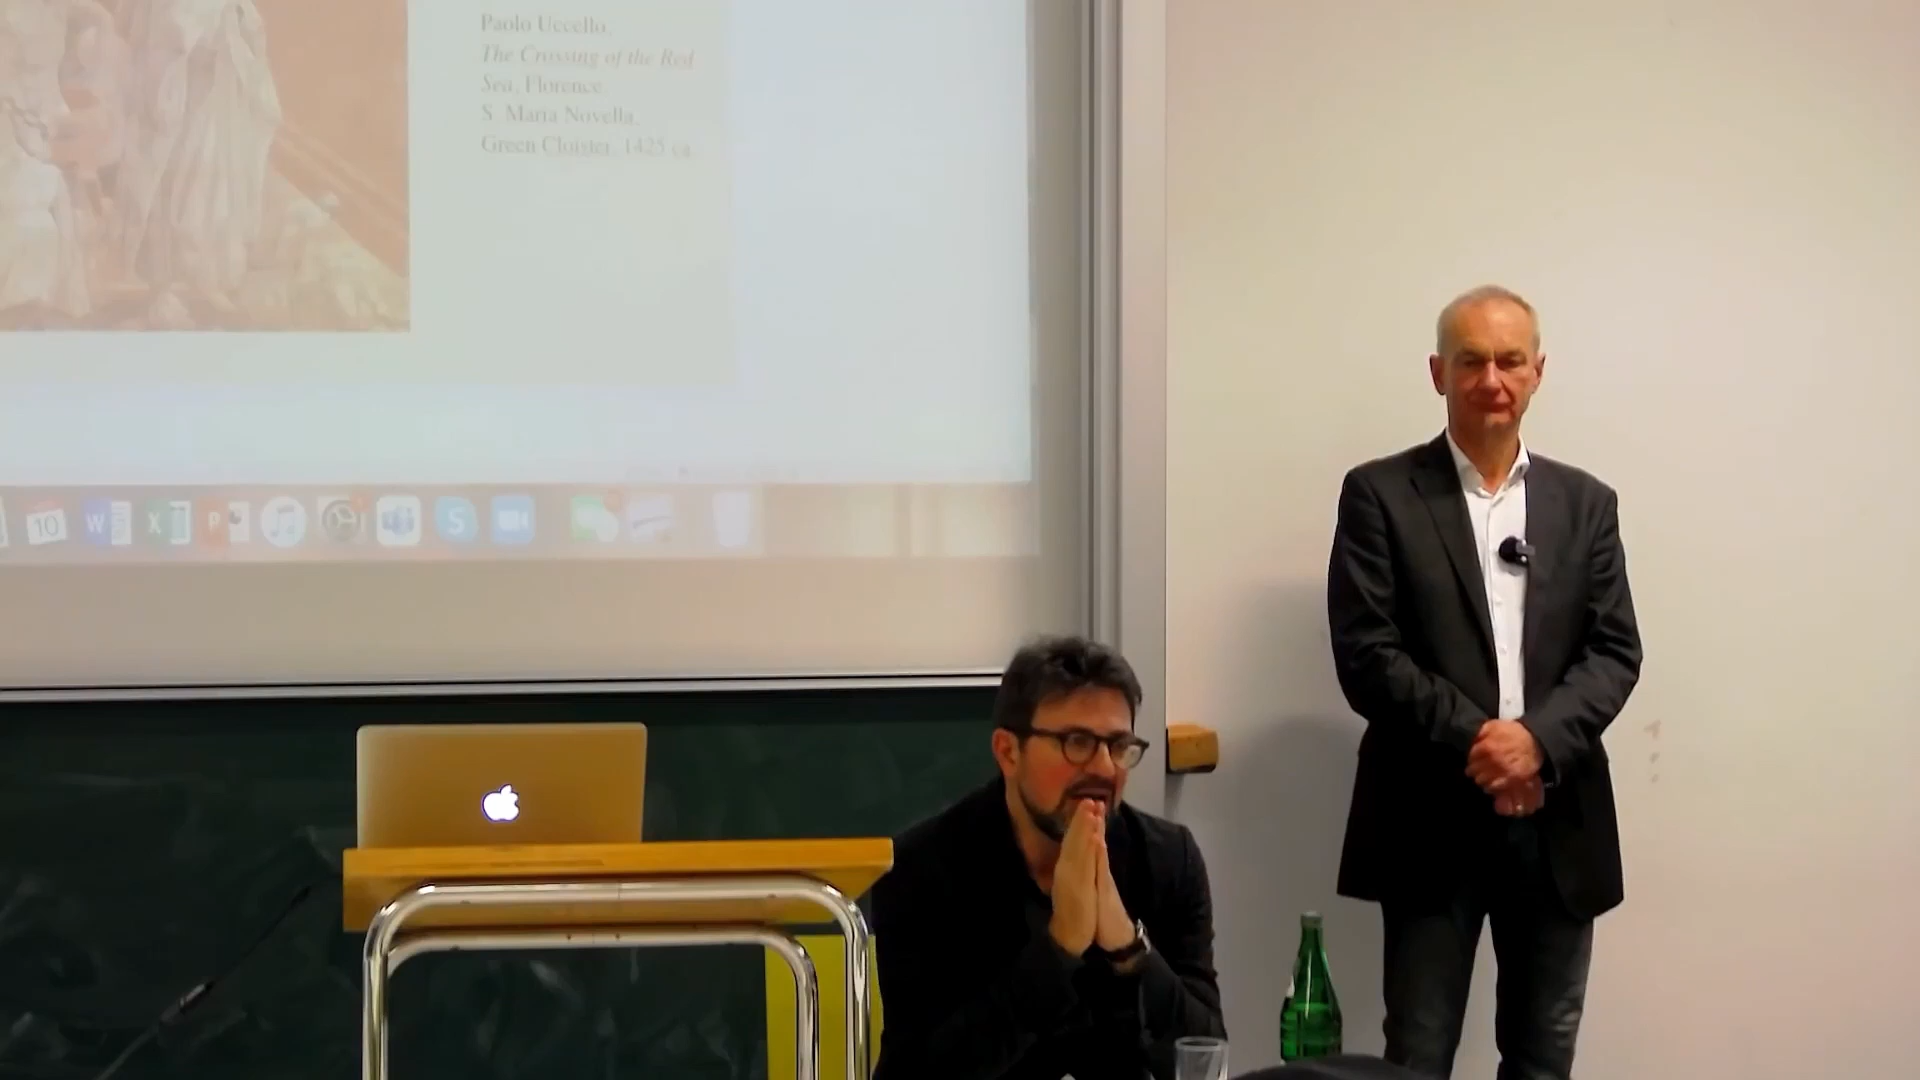 Paolo Uccello,
The Crossing of the Red
Sea, Florence,
S. Maria Novella,
Green Cloister, 1425 ca.
10
W
X
P
S